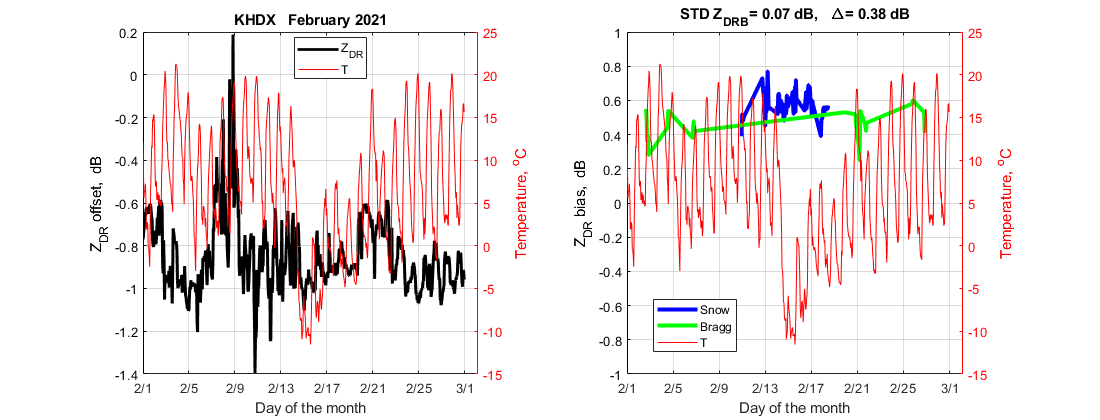 KHDX February 2021
0.2
0
-0.2
-0.4
-0.6
-0.8
-1
-1.2
-1.4
Z_DR offset, dB
25
20
15
10
5
0
-5
-10
-15
Temperature, °C
Z_DR
T
2/1 2/5 2/9 2/13 2/17 2/21 2/25 3/1
Day of the month
STD Z_DRB = 0.07 dB, Δ = 0.38 dB
1
0.8
0.6
0.4
0.2
0
-0.2
-0.4
-0.6
-0.8
-1
Z_DR bias, dB
25
20
15
10
5
0
-5
-10
-15
Temperature, °C
Snow
Bragg
T
2/1 2/5 2/9 2/13 2/17 2/21 2/25 3/1
Day of the month